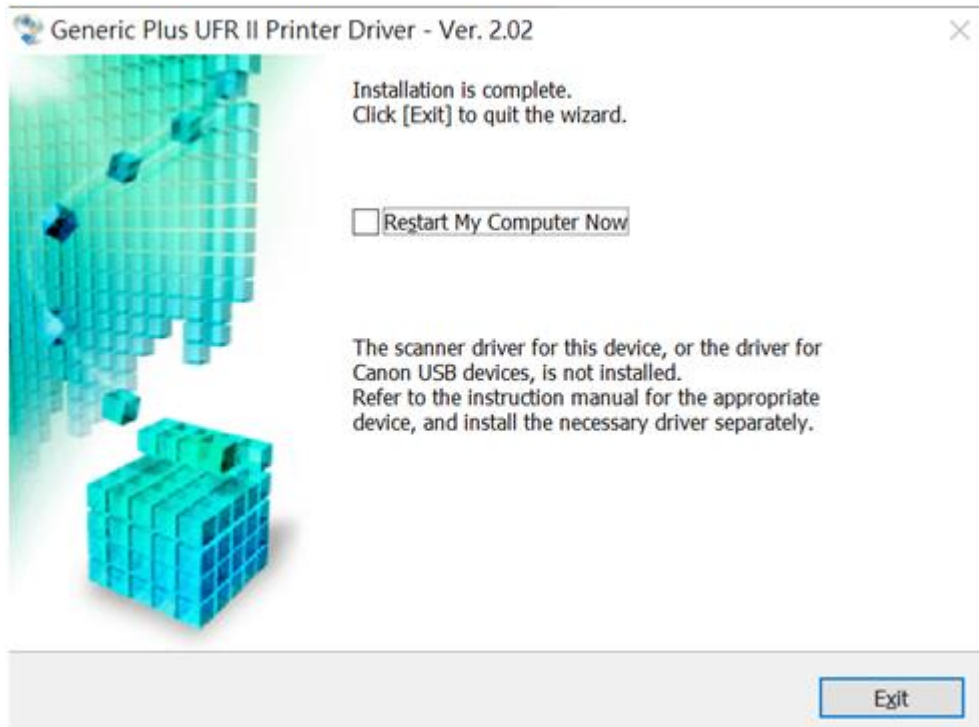 Generic Plus UFR II Printer Driver - Ver. 2.02
Installation is complete.
Click [Exit] to quit the wizard.
Restart My Computer Now
The scanner driver for this device, or the driver for
Canon USB devices, is not installed.
Refer to the instruction manual for the appropriate
device, and install the necessary driver separately.
Exit